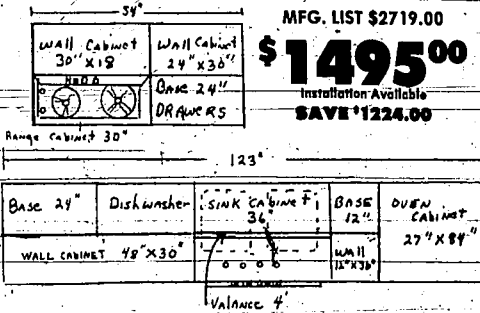 54"
MFG. LIST $2719.00
$1495⁰⁰
Installation Available
SAVE $1224.00
Wall Cabinet
30" x 18
Wall Cabinet
24" x 30"
HOOD
Base 24"
DRAWERS
Range Cabinet 30"
123"
BASE 24"
Dishwasher
SINK CABINET
36"
BASE
12"
OVEN
CABINET
27" X 84"
WALL CABINET 48" X 30"
WALL
12" X 30"
VALANCE 4'